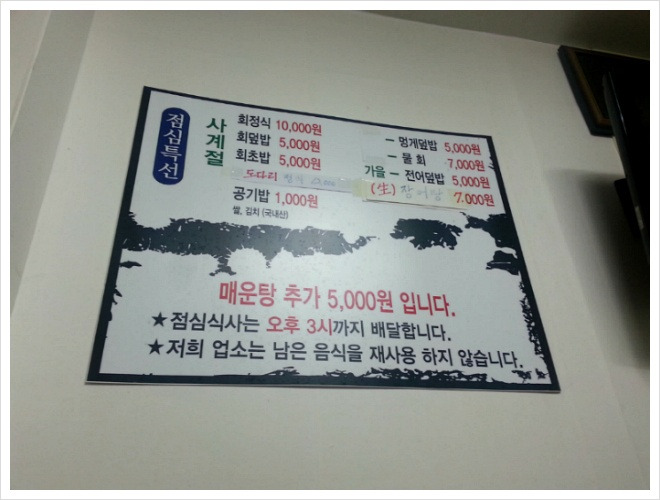 점심특선
사계절
회정식 10,000원
회덮밥 5,000원
회초밥 5,000원
도다리
공기밥 1,000원
쌀, 김치 (국내산)
– 멍게덮밥 5,000원
– 물회 7,000원
가을 – 전어덮밥 5,000원
(生) 장어탕 7,000원
매운탕 추가 5,000원 입니다.
★점심식사는 오후 3시까지 배달합니다.
★저희 업소는 남은 음식을 재사용 하지 않습니다.